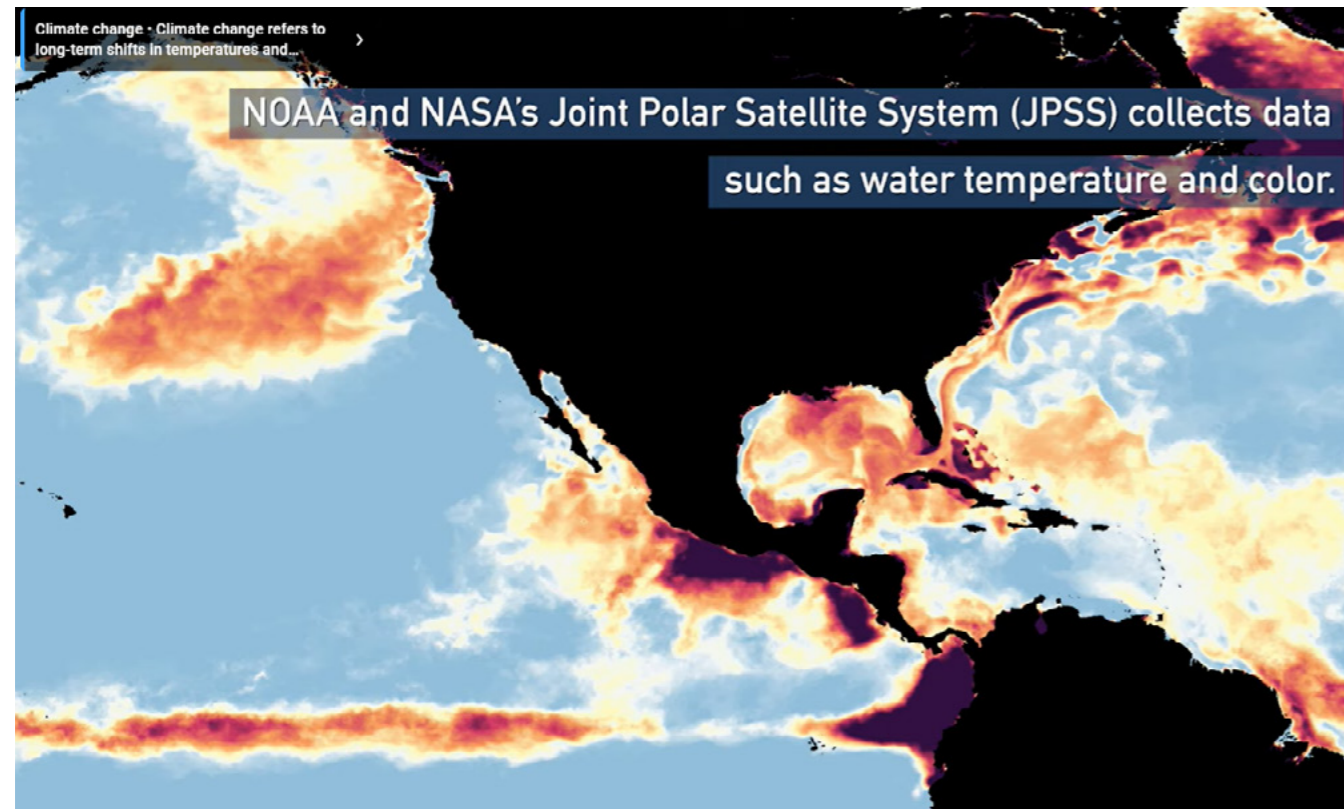 Climate change • Climate change refers to
long-term shifts in temperatures and...
NOAA and NASA's Joint Polar Satellite System (JPSS) collects data
such as water temperature and color.